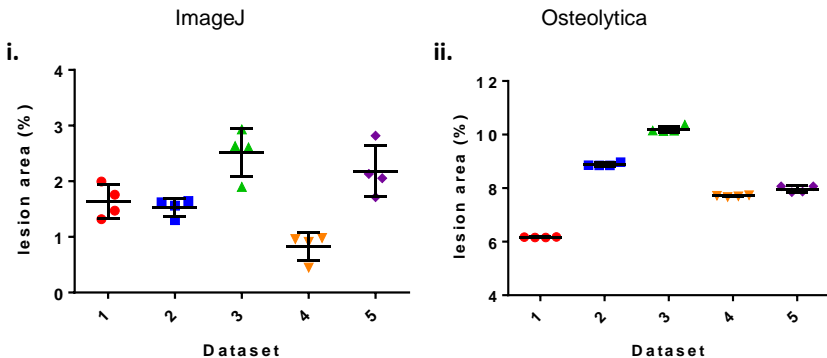 ImageJ
Osteolytica
i.
ii.
lesion area (%)
4
3
2
1
0
1
2
3
4
5
Dataset
lesion area (%)
12
10
8
6
4
1
2
3
4
5
Dataset